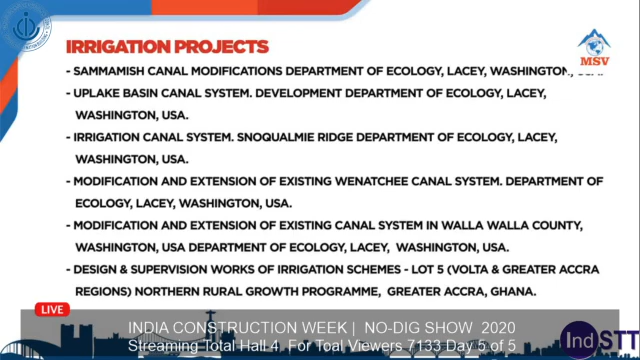 IRRIGATION PROJECTS
MSV
- SAMMAMISH CANAL MODIFICATIONS DEPARTMENT OF ECOLOGY, LACEY, WASHINGTON,
- UPLAKE BASIN CANAL SYSTEM. DEVELOPMENT DEPARTMENT OF ECOLOGY, LACEY,
WASHINGTON, USA.
- IRRIGATION CANAL SYSTEM. SNOQUALMIE RIDGE DEPARTMENT OF ECOLOGY, LACEY,
WASHINGTON, USA.
- MODIFICATION AND EXTENSION OF EXISTING WENATCHEE CANAL SYSTEM. DEPARTMENT OF
ECOLOGY, LACEY, WASHINGTON, USA.
- MODIFICATION AND EXTENSION OF EXISTING CANAL SYSTEM IN WALLA WALLA COUNTY,
WASHINGTON, USA DEPARTMENT OF ECOLOGY, LACEY, WASHINGTON, USA.
- DESIGN & SUPERVISION WORKS OF IRRIGATION SCHEMES - LOT 5 (VOLTA & GREATER ACCRA
REGIONS) NORTHERN RURAL GROWTH PROGRAMME, GREATER ACCRA, GHANA.
LIVE
INDIA CONSTRUCTION WEEK | NO-DIG SHOW 2020
Streaming Total Hall 4 For Toal Viewers 7133 Day 5 of 5
IndSTT